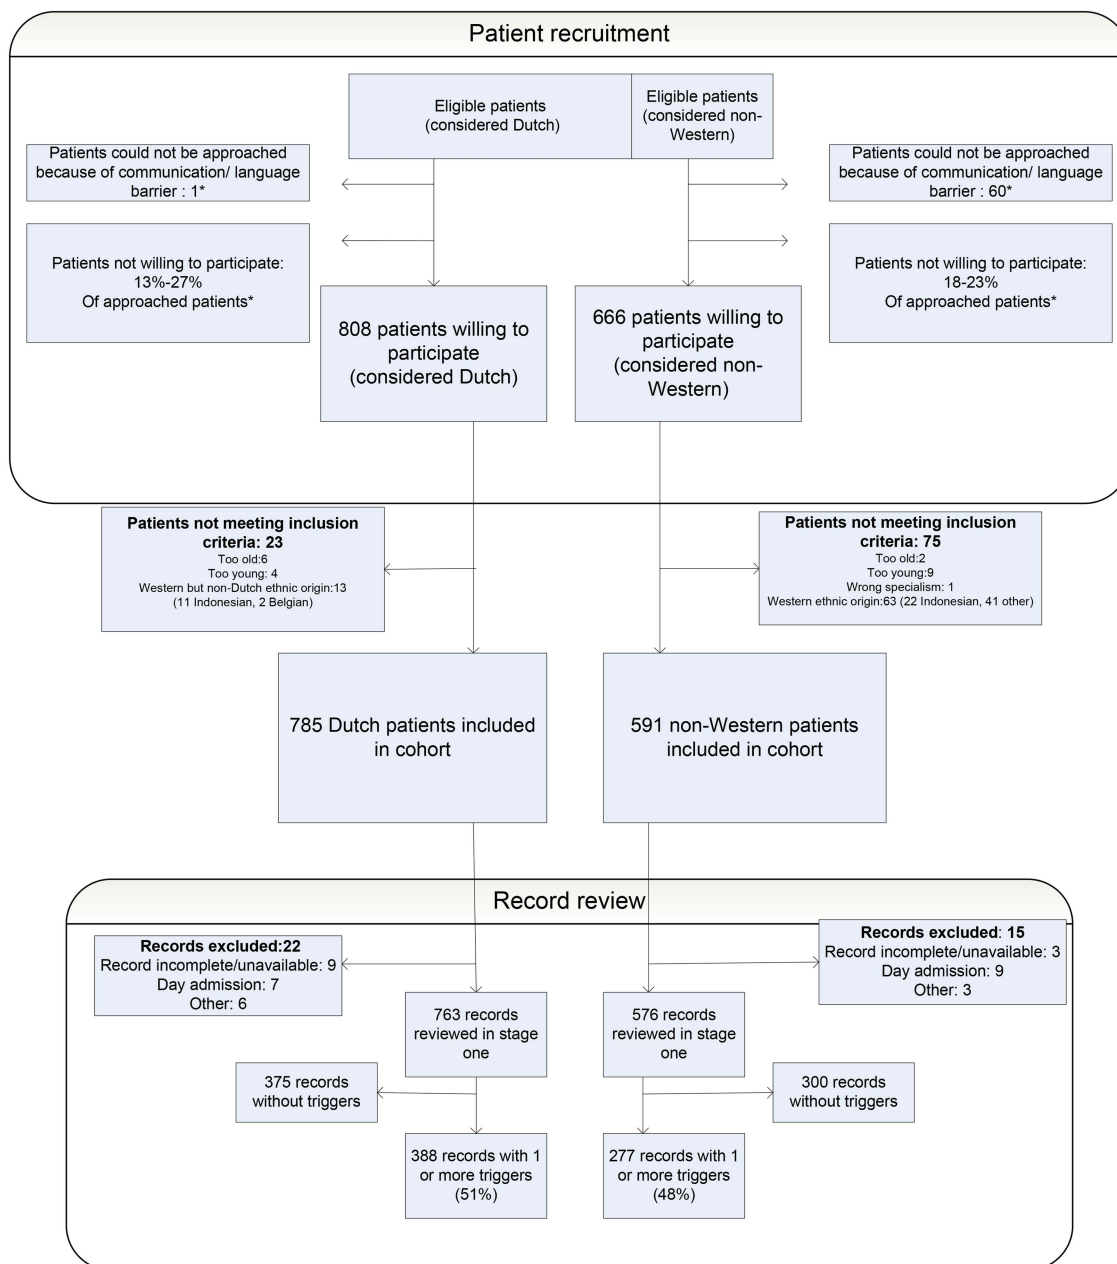 Patient recruitment
Eligible patients
(considered Dutch)
Eligible patients
(considered non-
Western)
Patients could not be approached
because of communication/ language
barrier : 1*
Patients could not be approached
because of communication/ language
barrier : 60*
Patients not willing to participate:
13%-27%
Of approached patients*
Patients not willing to participate:
18-23%
Of approached patients*
808 patients willing to
participate
(considered Dutch)
666 patients willing to
participate
(considered non-
Western)
Patients not meeting inclusion
criteria: 23
Too old:6
Too young: 4
Western but non-Dutch ethnic origin:13
(11 Indonesian, 2 Belgian)
Patients not meeting inclusion
criteria: 75
Too old:2
Too young:9
Wrong specialism: 1
Western ethnic origin:63 (22 Indonesian, 41 other)
785 Dutch patients included
in cohort
591 non-Western patients
included in cohort
Record review
Records excluded:22
Record incomplete/unavailable: 9
Day admission: 7
Other: 6
Records excluded: 15
Record incomplete/unavailable: 3
Day admission: 9
Other: 3
763 records
reviewed in stage
one
576 records
reviewed in stage
one
375 records
without triggers
300 records
without triggers
388 records with 1
or more triggers
(51%)
277 records with 1
or more triggers
(48%)